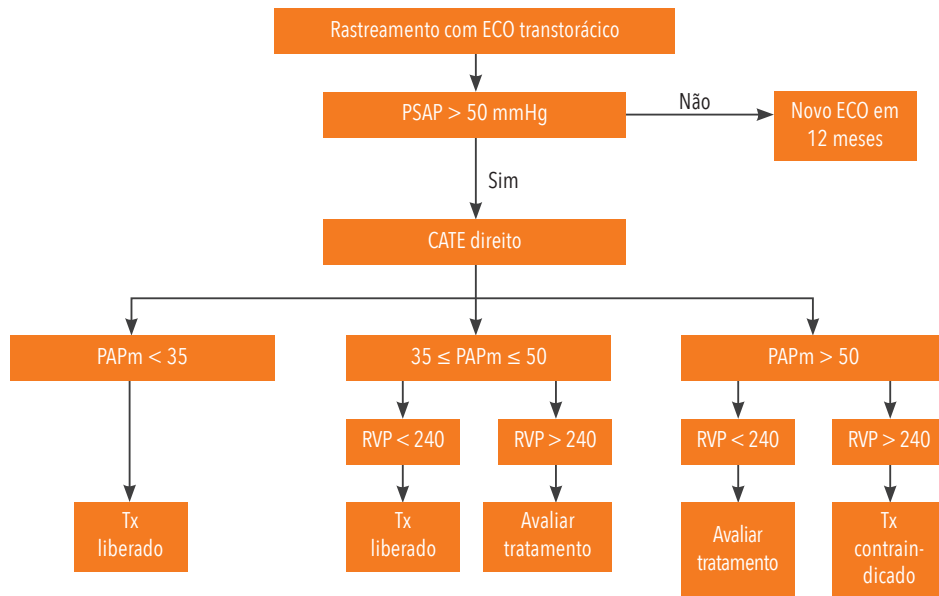 Rastreamento com ECO transtorácico
PSAP > 50 mmHg
Não
Novo ECO em
12 meses
Sim
CATE direito
PAPm < 35
35 ≤ PAPm ≤ 50
PAPm > 50
RVP < 240
RVP > 240
RVP < 240
RVP > 240
Tx
liberado
Tx
liberado
Avaliar
tratamento
Avaliar
tratamento
Tx
contrain-
dicado